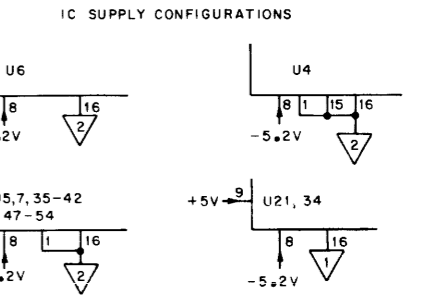 IC SUPPLY CONFIGURATIONS
U6
8 16
.2V
2
U4
8 1 15 16
-5.2V
2
5,7,35-42
47-54
8 1 16
.2V
2
+5V 9 U21, 34
8 16
-5.2V
1